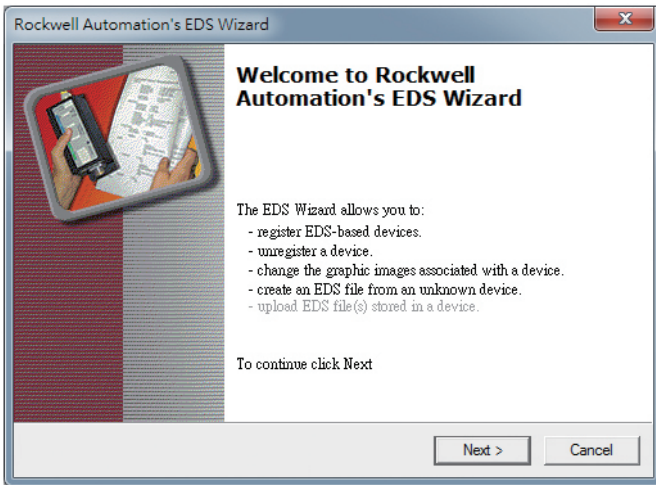 Rockwell Automation's EDS Wizard
Welcome to Rockwell
Automation's EDS Wizard
The EDS Wizard allows you to:
- register EDS-based devices.
- unregister a device.
- change the graphic images associated with a device.
- create an EDS file from an unknown device.
- upload EDS file(s) stored in a device.
To continue click Next
Next >
Cancel